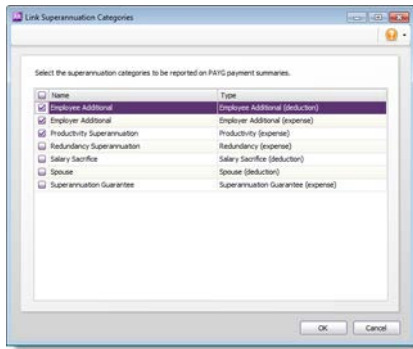 Link Superannuation Categories
Select the superannuation categories to be reported on PAYG payment summaries.
Name Type
Employee Additional Employee Additional (deduction)
Employer Additional Employer Additional (expense)
Productivity Superannuation Productivity (expense)
Redundancy Superannuation Redundancy (expense)
Salary Sacrifice Salary Sacrifice (deduction)
Spouse Spouse (deduction)
Superannuation Guarantee Superannuation Guarantee (expense)
OK Cancel